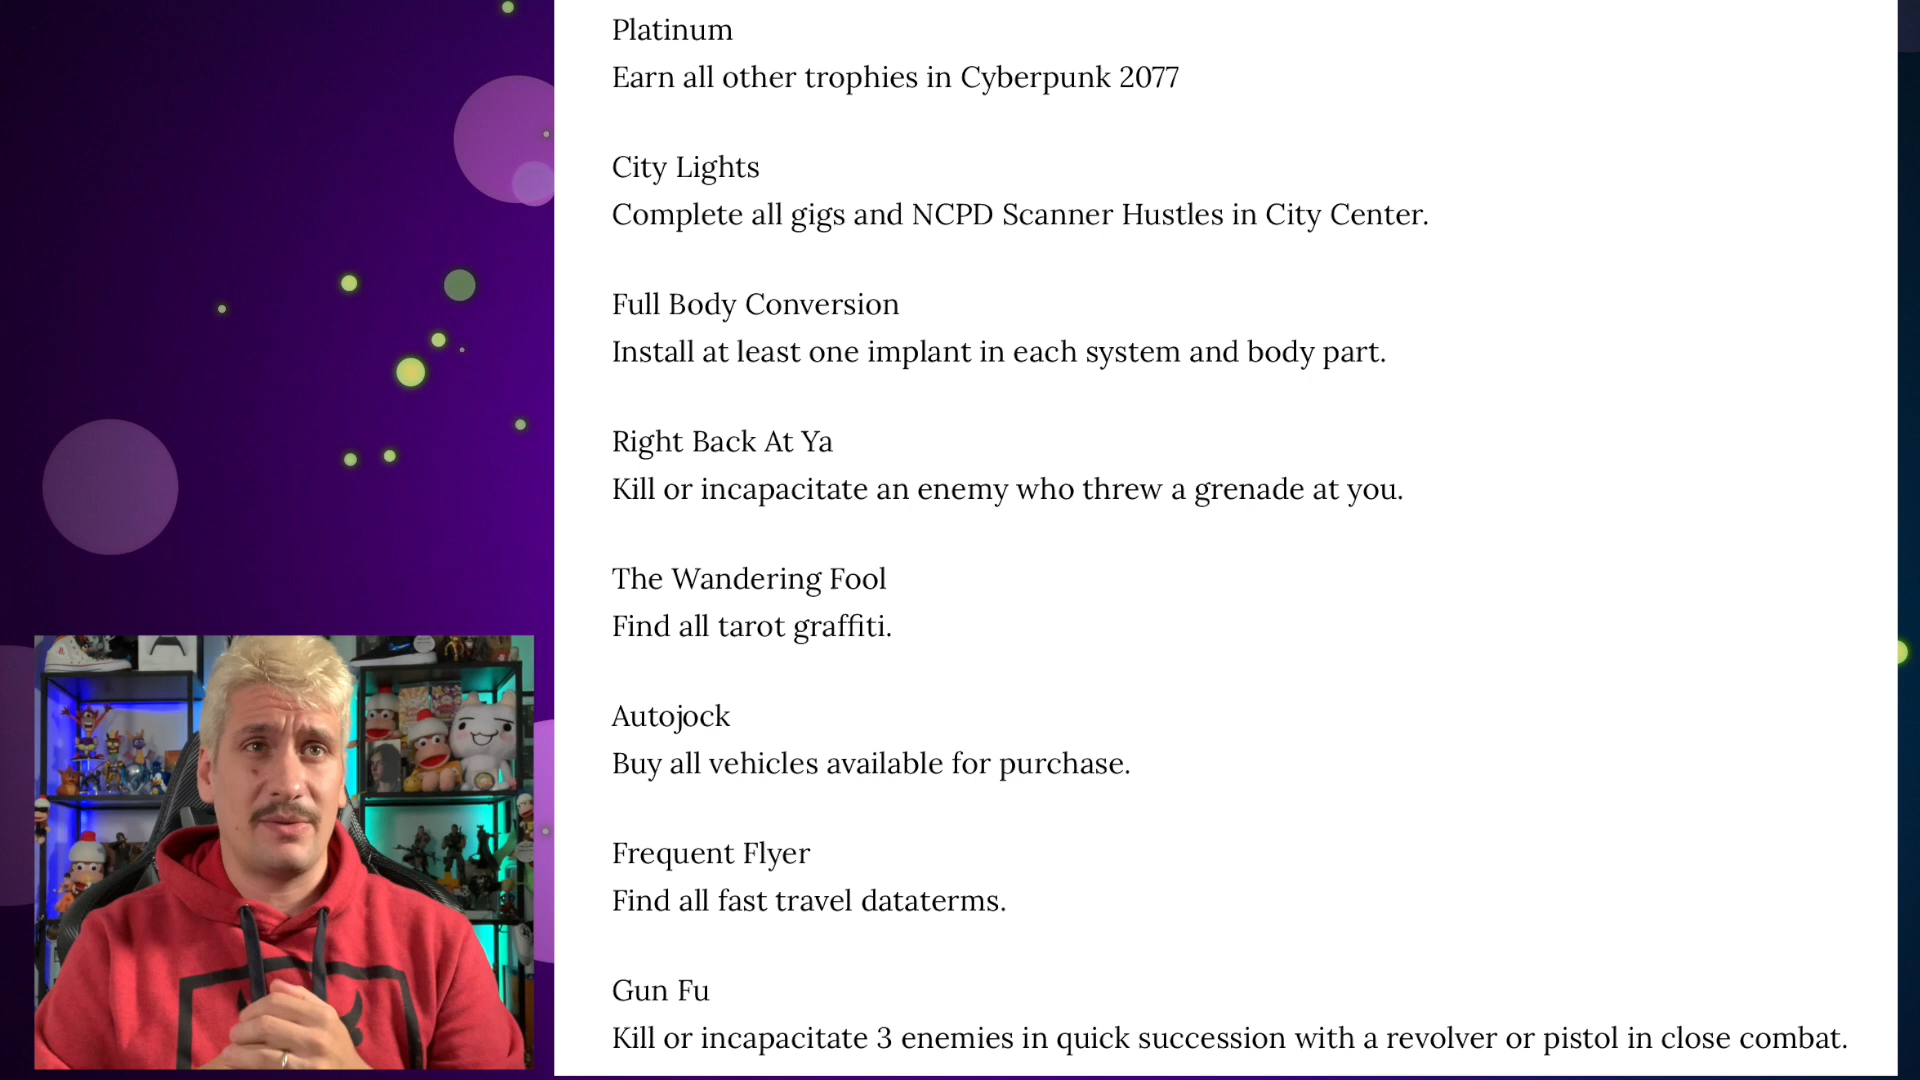 Platinum
Earn all other trophies in Cyberpunk 2077
City Lights
Complete all gigs and NCPD Scanner Hustles in City Center.
Full Body Conversion
Install at least one implant in each system and body part.
Right Back At Ya
Kill or incapacitate an enemy who threw a grenade at you.
The Wandering Fool
Find all tarot graffiti.
Autojock
Buy all vehicles available for purchase.
Frequent Flyer
Find all fast travel dataterms.
Gun Fu
Kill or incapacitate 3 enemies in quick succession with a revolver or pistol in close combat.